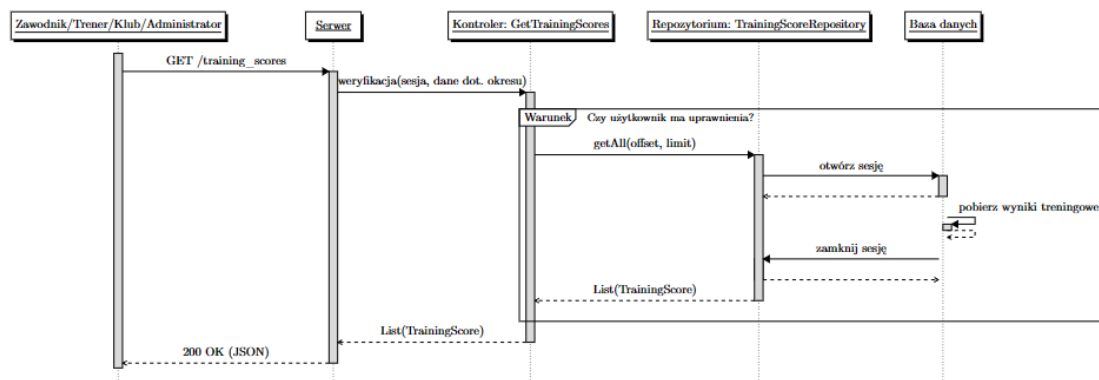 Zawodnik/Trener/Klub/Administrator
Serwer
Kontroler: GetTrainingScores
Repozytorium: TrainingScoreRepository
Baza danych
GET /training_scores
weryfikacja(sesja, dane dot. okresu)
Warunek
Czy użytkownik ma uprawnienia?
getAll(offset, limit)
otwórz sesję
pobierz wyniki treningowe
zamknij sesję
List(TrainingScore)
List(TrainingScore)
200 OK (JSON)